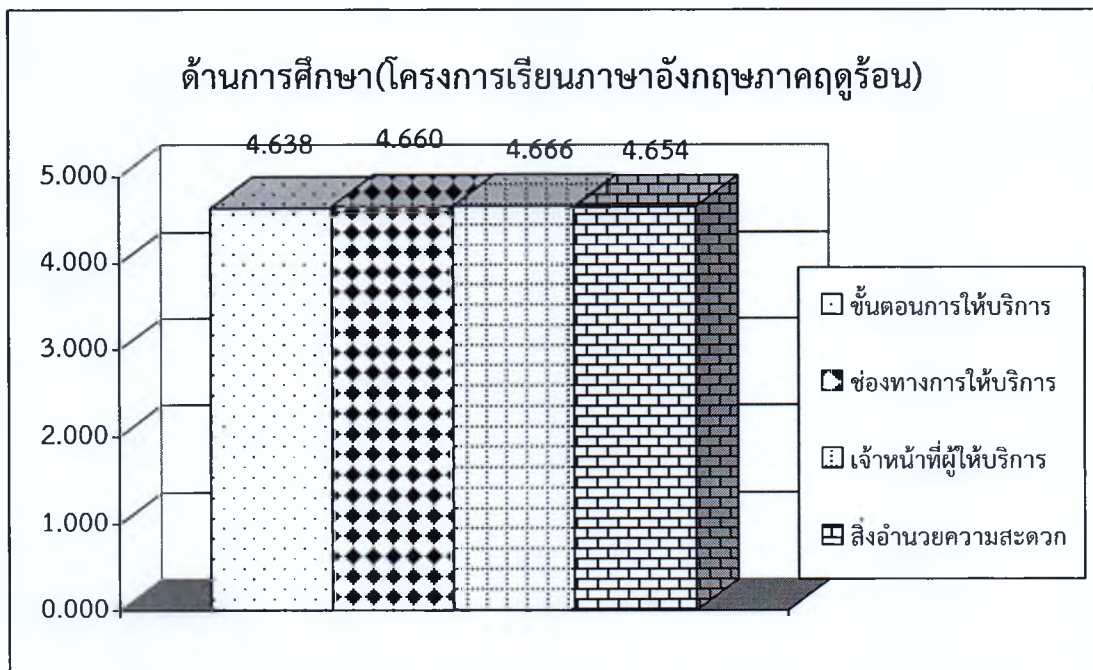 ด้านการศึกษา(โครงการเรียนภาษาอังกฤษภาคฤดูร้อน)
4.638 4.660 4.666 4.654
5.000
4.000
3.000
2.000
1.000
0.000
ขั้นตอนการให้บริการ
ช่องทางการให้บริการ
เจ้าหน้าที่ผู้ให้บริการ
สิ่งอำนวยความสะดวก